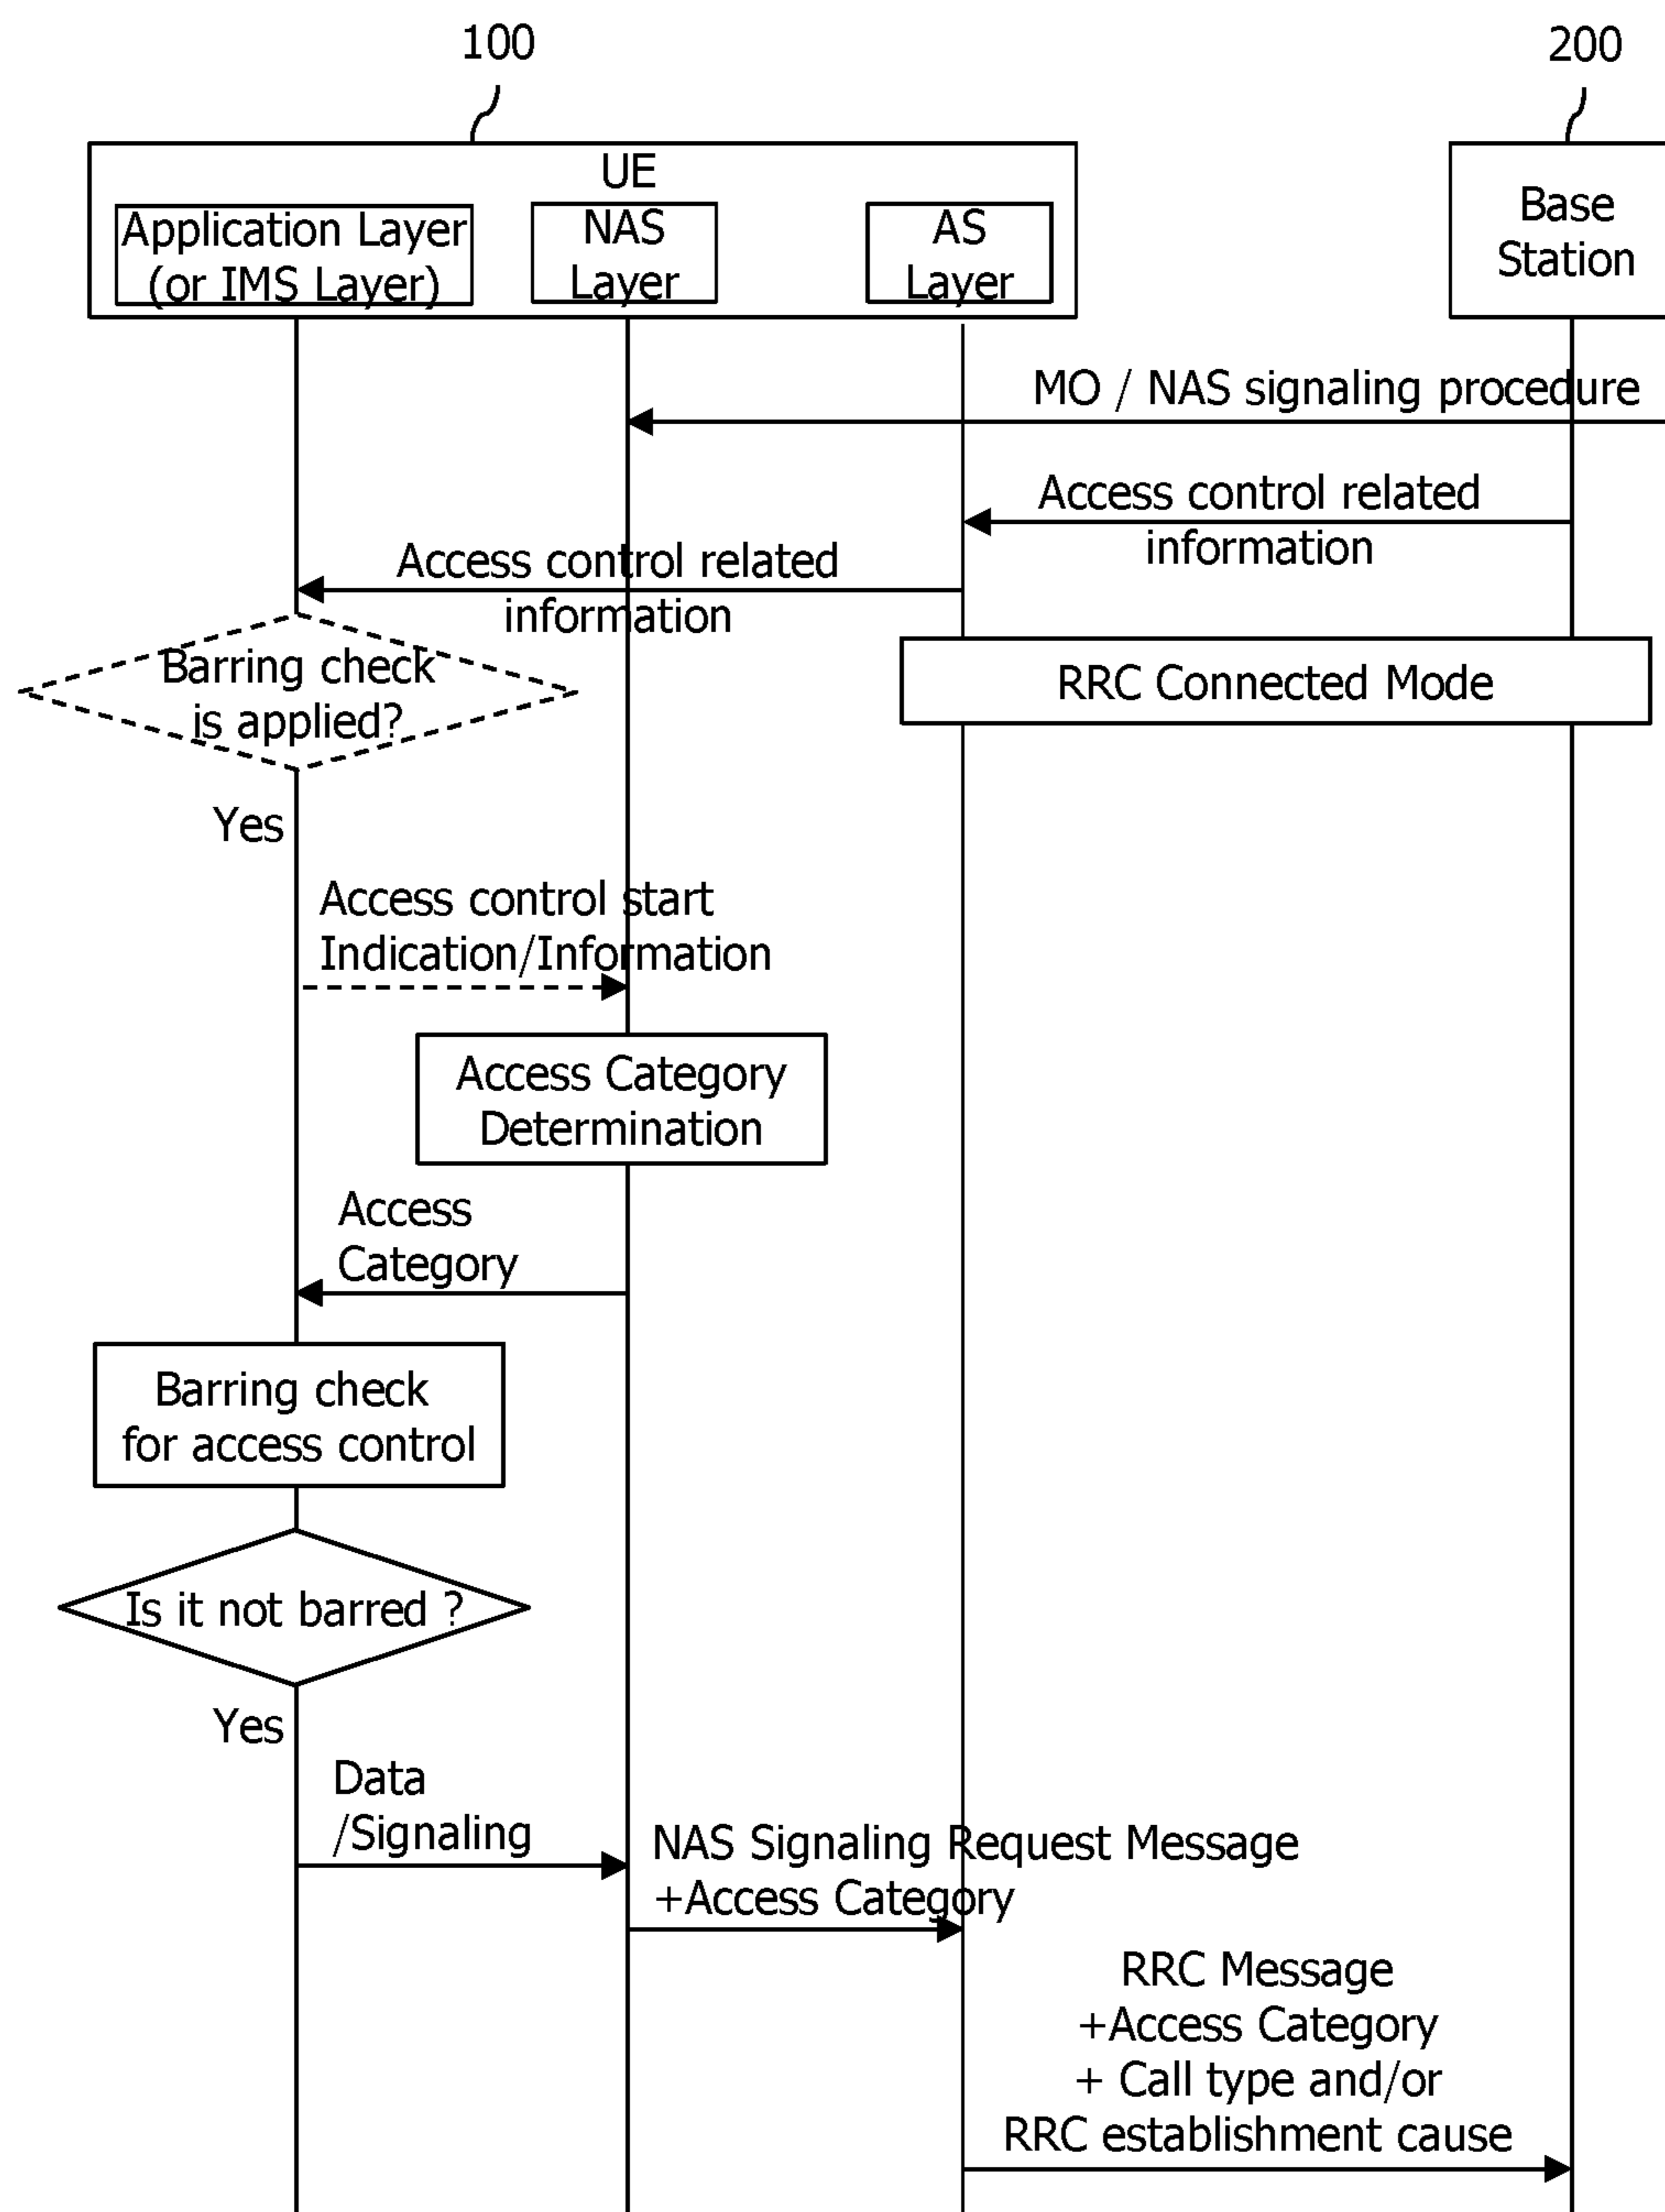 100
200
UE
Application Layer
(or IMS Layer)
NAS
Layer
AS
Layer
Base
Station
MO / NAS signaling procedure
Access control related
information
Access control related
information
Barring check
is applied?
RRC Connected Mode
Yes
Access control start
Indication/Information
Access Category
Determination
Access
Category
Barring check
for access control
Is it not barred ?
Yes
Data
/Signaling
NAS Signaling Request Message
+Access Category
RRC Message
+Access Category
+ Call type and/or
RRC establishment cause